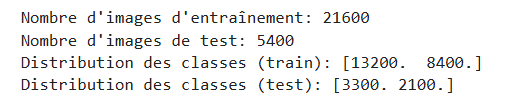 Nombre d'images d'entraînement: 21600
Nombre d'images de test: 5400
Distribution des classes (train): [13200.  8400.]
Distribution des classes (test): [3300. 2100.]